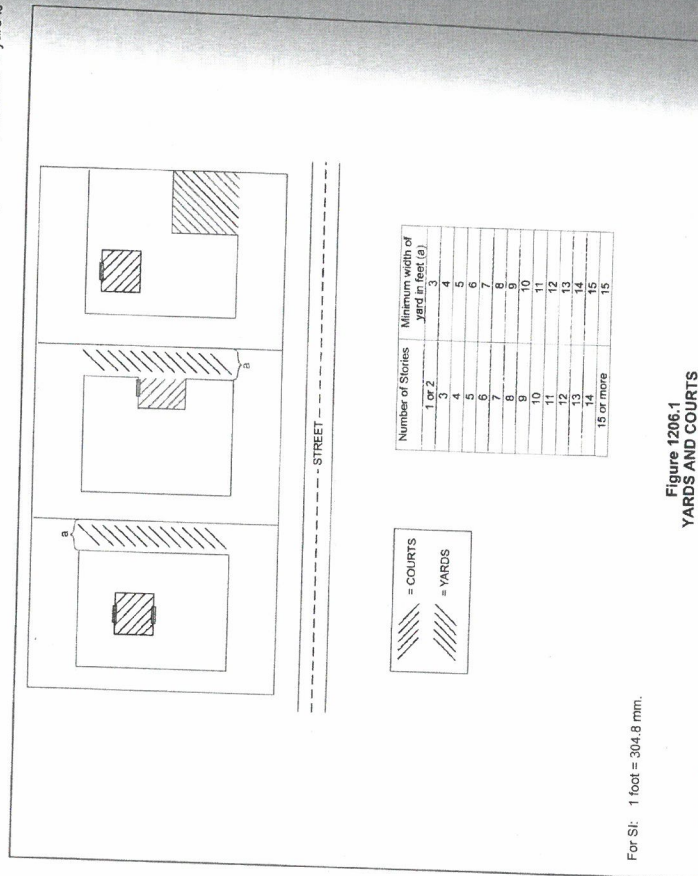 a
a
STREET
= COURTS
= YARDS
Number of Stories Minimum width of
yard in feet (a)
1 or 2 3
3 4
4 5
5 6
6 7
7 8
8 9
9 10
10 11
11 12
12 13
13 14
14 15
15 or more 15
For SI: 1 foot = 304.8 mm.
Figure 1206.1
YARDS AND COURTS